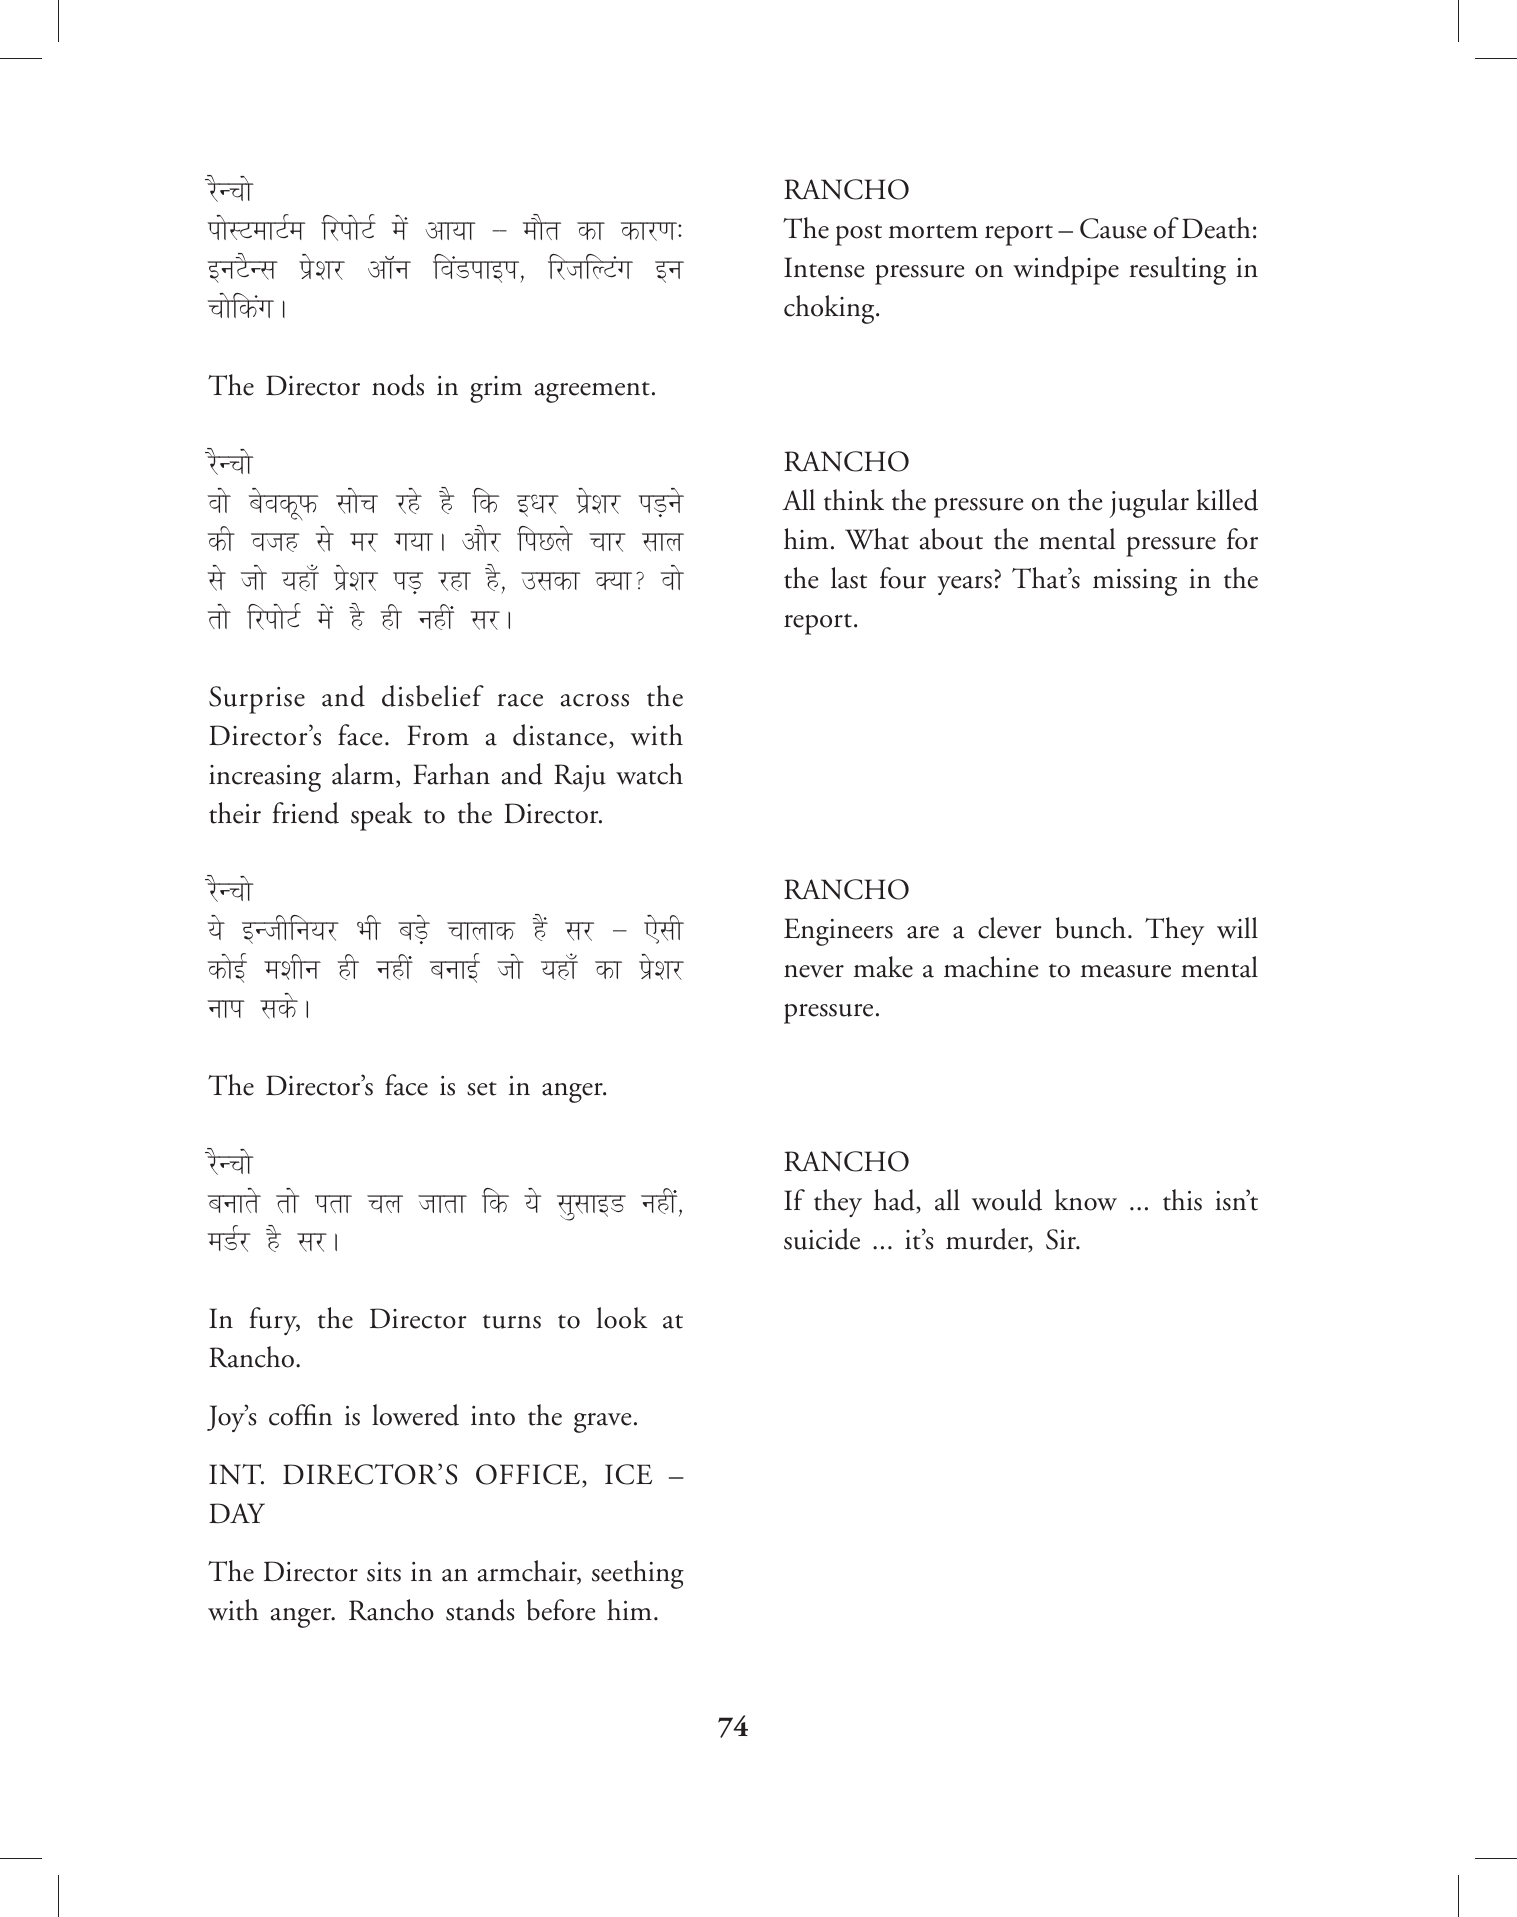 रैन्चो
पोस्टमार्टम रिपोर्ट में आया – मौत का कारण:
इनटैन्स प्रेशर ऑन विंडपाइप, रिजल्टिंग इन
चोकिंग।
The Director nods in grim agreement.
रैन्चो
वो बेवकूफ सोच रहे है कि इधर प्रेशर पड़ने
की वजह से मर गया। और पिछले चार साल
से जो यहाँ प्रेशर पड़ रहा है, उसका क्या? वो
तो रिपोर्ट में है ही नहीं सर।
Surprise and disbelief race across the
Director’s face. From a distance, with
increasing alarm, Farhan and Raju watch
their friend speak to the Director.
रैन्चो
ये इन्जीनियर भी बड़े चालाक हैं सर – ऐसी
कोई मशीन ही नहीं बनाई जो यहाँ का प्रेशर
नाप सके।
The Director’s face is set in anger.
रैन्चो
बनाते तो पता चल जाता कि ये सुसाइड नहीं,
मर्डर है सर।
In fury, the Director turns to look at
Rancho.
Joy’s coffin is lowered into the grave.
INT. DIRECTOR’S OFFICE, ICE –
DAY
The Director sits in an armchair, seething
with anger. Rancho stands before him.
RANCHO
The post mortem report – Cause of Death:
Intense pressure on windpipe resulting in
choking.
RANCHO
All think the pressure on the jugular killed
him. What about the mental pressure for
the last four years? That’s missing in the
report.
RANCHO
Engineers are a clever bunch. They will
never make a machine to measure mental
pressure.
RANCHO
If they had, all would know ... this isn’t
suicide ... it’s murder, Sir.
74